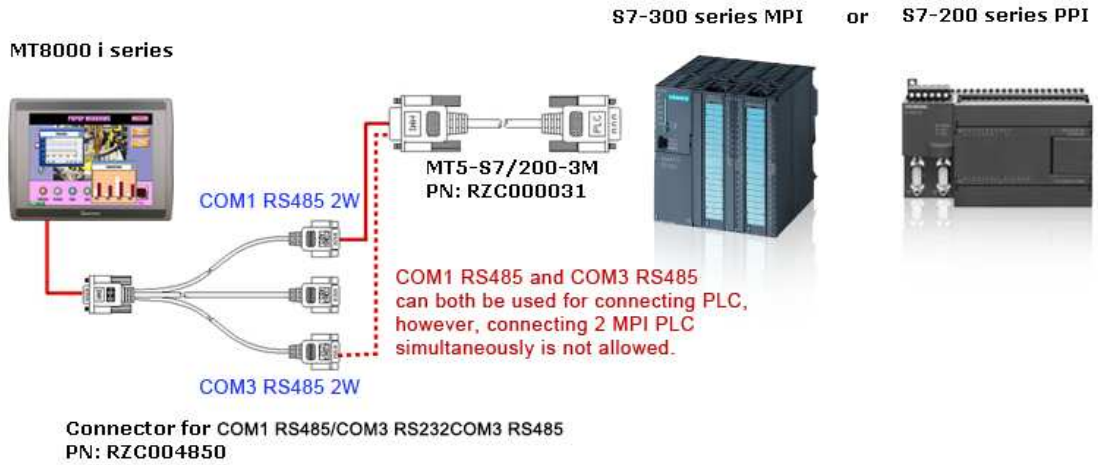 S7-300 series MPI or S7-200 series PPI
MT8000 i series
HMI
PLC
MT5-S7/200-3M
PN: RZC000031
COM1 RS485 2W
COM1 RS485 and COM3 RS485
can both be used for connecting PLC,
however, connecting 2 MPI PLC
simultaneously is not allowed.
COM3 RS485 2W
Connector for COM1 RS485/COM3 RS232COM3 RS485
PN: RZC004850